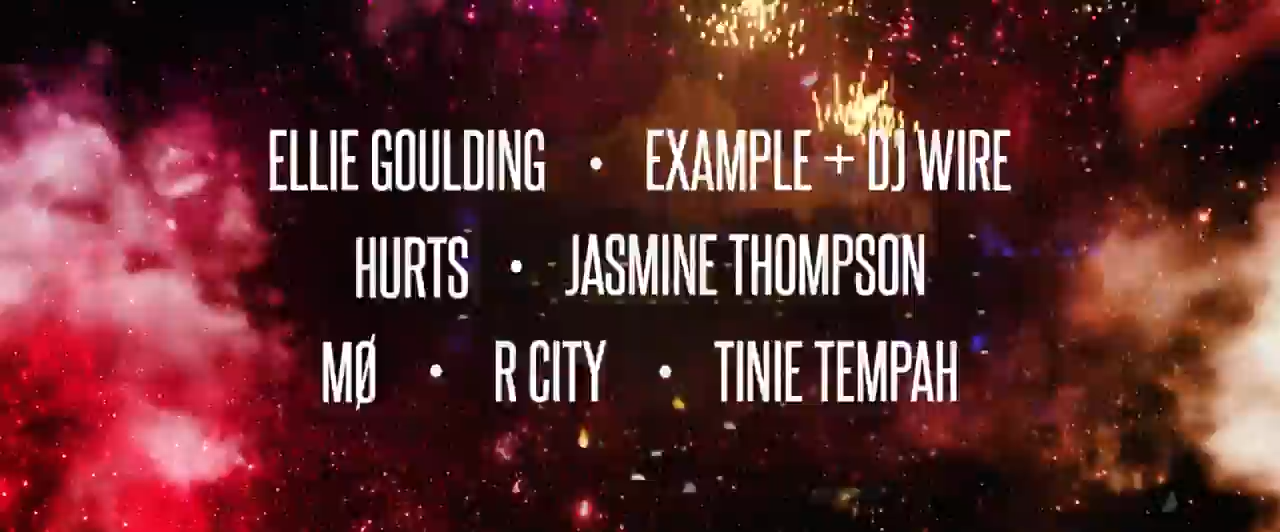 ELLIE GOULDING • EXAMPLE + DJ WIRE
HURTS • JASMINE THOMPSON
MØ • R CITY • TINIE TEMPAH